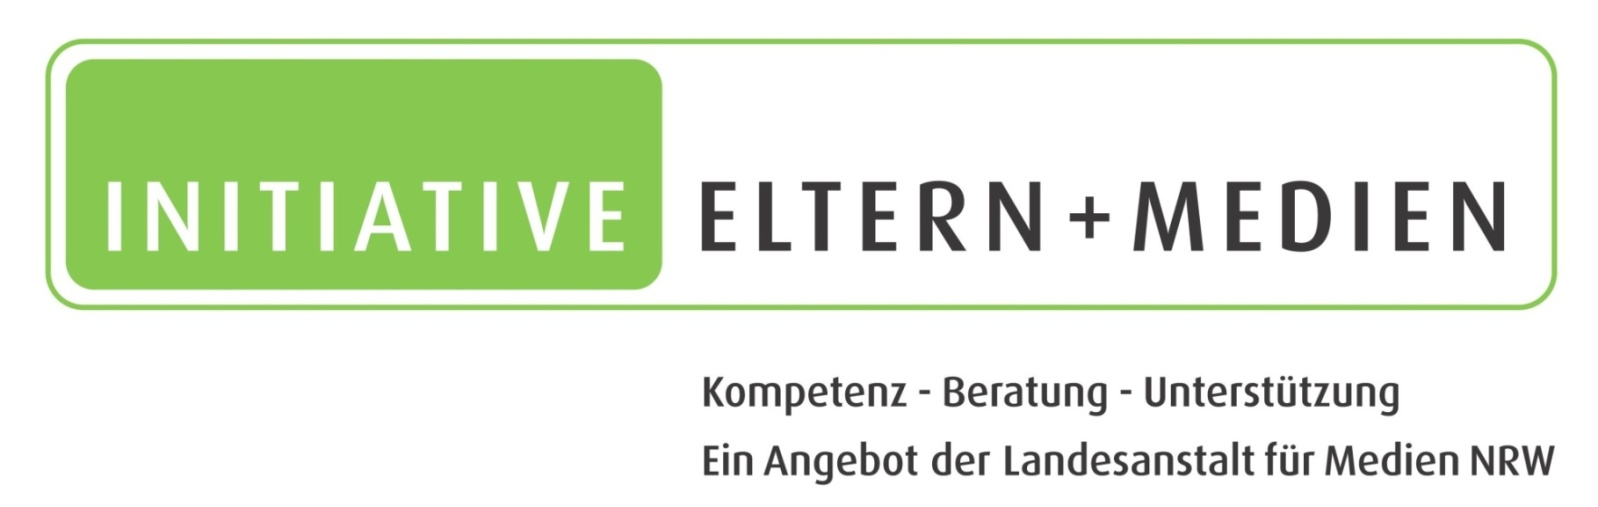 INITIATIVE ELTERN+MEDIEN
Kompetenz - Beratung - Unterstützung
Ein Angebot der Landesanstalt für Medien NRW